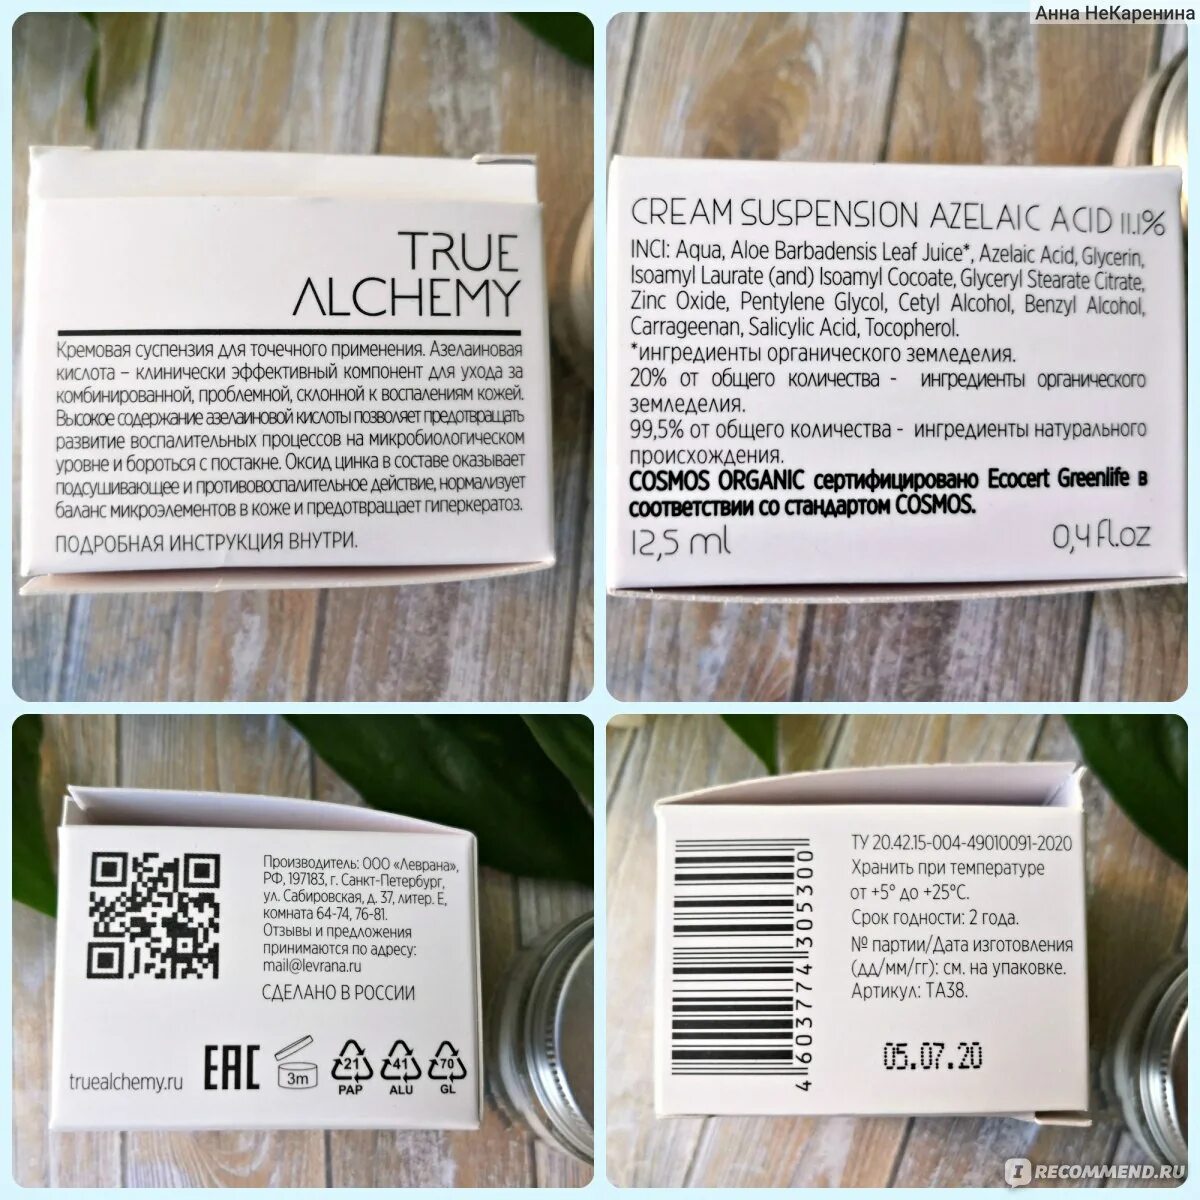 Анна НеКаренина
TRUE
ALCHEMY
Кремовая суспензия для точечного применения. Азелаиновая
кислота – клинически эффективный компонент для ухода за
комбинированной, проблемной, склонной к воспалениям кожей.
Высокое содержание азелаиновой кислоты позволяет предотвращать
развитие воспалительных процессов на микробиологическом
уровне и бороться с постакне. Оксид цинка в составе оказывает
подсушивающее и противовоспалительное действие, нормализует
баланс микроэлементов в коже и предотвращает гиперкератоз.
ПОДРОБНАЯ ИНСТРУКЦИЯ ВНУТРИ.
CREAM SUSPENSION AZELAIC ACID 11.1%
INCI: Aqua, Aloe Barbadensis Leaf Juice*, Azelaic Acid, Glycerin,
Isoamyl Laurate (and) Isoamyl Cocoate, Glyceryl Stearate Citrate,
Zinc Oxide, Pentylene Glycol, Cetyl Alcohol, Benzyl Alcohol,
Carrageenan, Salicylic Acid, Tocopherol.
*ингредиенты органического земледелия.
20% от общего количества - ингредиенты органического
земледелия.
99,5% от общего количества - ингредиенты натурального
происхождения.
COSMOS ORGANIC сертифицировано Ecocert Greenlife в
соответствии со стандартом COSMOS.
12,5 ml 0,4 fl.oz
Производитель: ООО «Леврана»,
РФ, 197183, г. Санкт-Петербург,
ул. Сабировская, д. 37, литер. Е,
комната 64-74, 76-81.
Отзывы и предложения
принимаются по адресу:
mail@levrana.ru
СДЕЛАНО В РОССИИ
truealchemy.ru EAC 3m 21 PAP 41 ALU 70 GL
4603774305300
ТУ 20.42.15-004-49010091-2020
Хранить при температуре
от +5° до +25°С.
Срок годности: 2 года.
№ партии/Дата изготовления
(дд/мм/гг): см. на упаковке.
Артикул: ТА38.
05.07.20
IRECOMMEND.RU